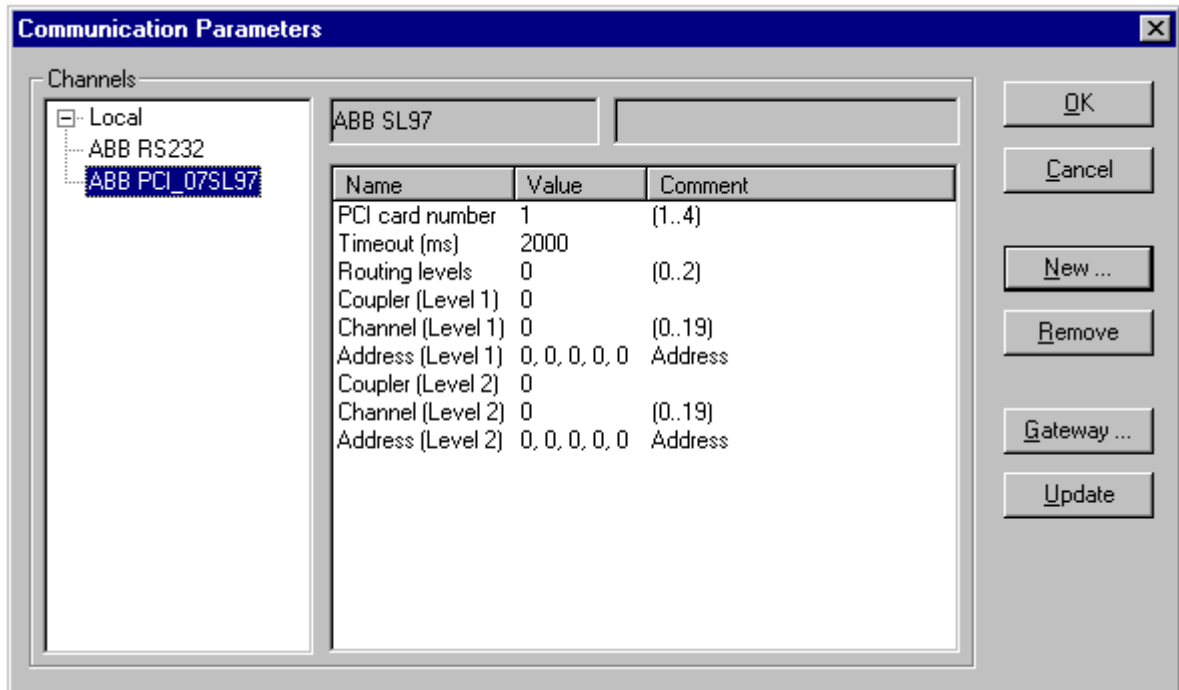 Communication Parameters
Channels
Local
ABB RS232
ABB PCI_07SL97
ABB SL97
Name Value Comment
PCI card number 1 (1..4)
Timeout (ms) 2000
Routing levels 0 (0..2)
Coupler (Level 1) 0
Channel (Level 1) 0 (0..19)
Address (Level 1) 0, 0, 0, 0, 0 Address
Coupler (Level 2) 0
Channel (Level 2) 0 (0..19)
Address (Level 2) 0, 0, 0, 0, 0 Address
OK
Cancel
New ...
Remove
Gateway ...
Update